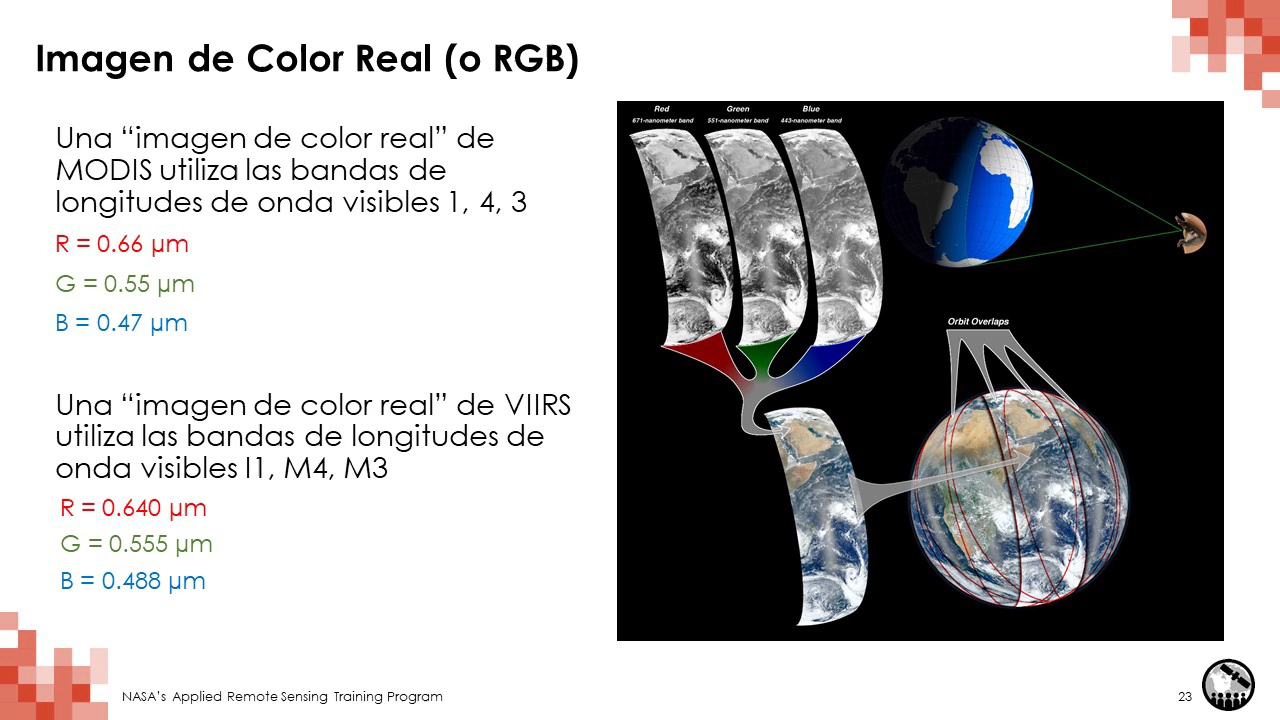 Imagen de Color Real (o RGB)
Una “imagen de color real” de
MODIS utiliza las bandas de
longitudes de onda visibles 1, 4, 3
R = 0.66 µm
G = 0.55 µm
B = 0.47 µm
Una “imagen de color real” de VIIRS
utiliza las bandas de longitudes de
onda visibles I1, M4, M3
R = 0.640 µm
G = 0.555 µm
B = 0.488 µm
Red Green Blue
671-nanometer band 551-nanometer band 443-nanometer band
Orbit Overlaps
NASA’s Applied Remote Sensing Training Program
23